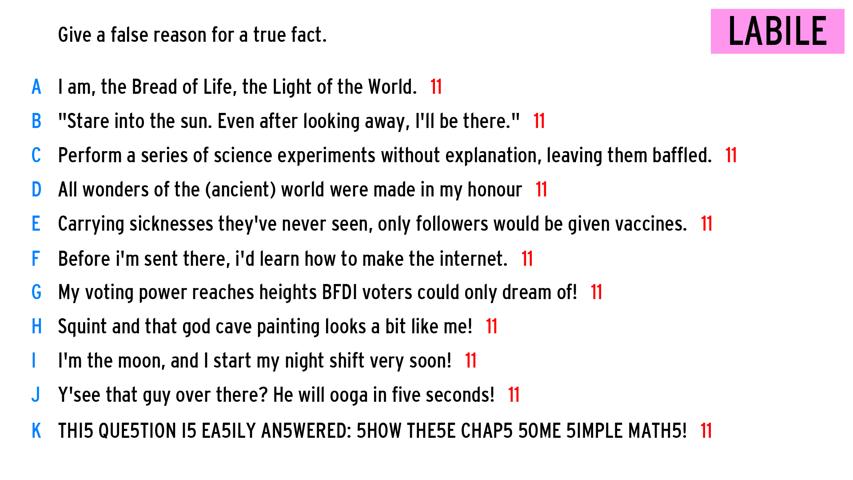 Give a false reason for a true fact.
LABILE
A I am, the Bread of Life, the Light of the World. 11
B "Stare into the sun. Even after looking away, I'll be there." 11
C Perform a series of science experiments without explanation, leaving them baffled. 11
D All wonders of the (ancient) world were made in my honour 11
E Carrying sicknesses they've never seen, only followers would be given vaccines. 11
F Before i'm sent there, i'd learn how to make the internet. 11
G My voting power reaches heights BFDI voters could only dream of! 11
H Squint and that god cave painting looks a bit like me! 11
I I'm the moon, and I start my night shift very soon! 11
J Y'see that guy over there? He will ooga in five seconds! 11
K THI5 QUE5TION I5 EA5ILY AN5WERED: 5HOW THE5E CHAP5 5OME 5IMPLE MATH5! 11